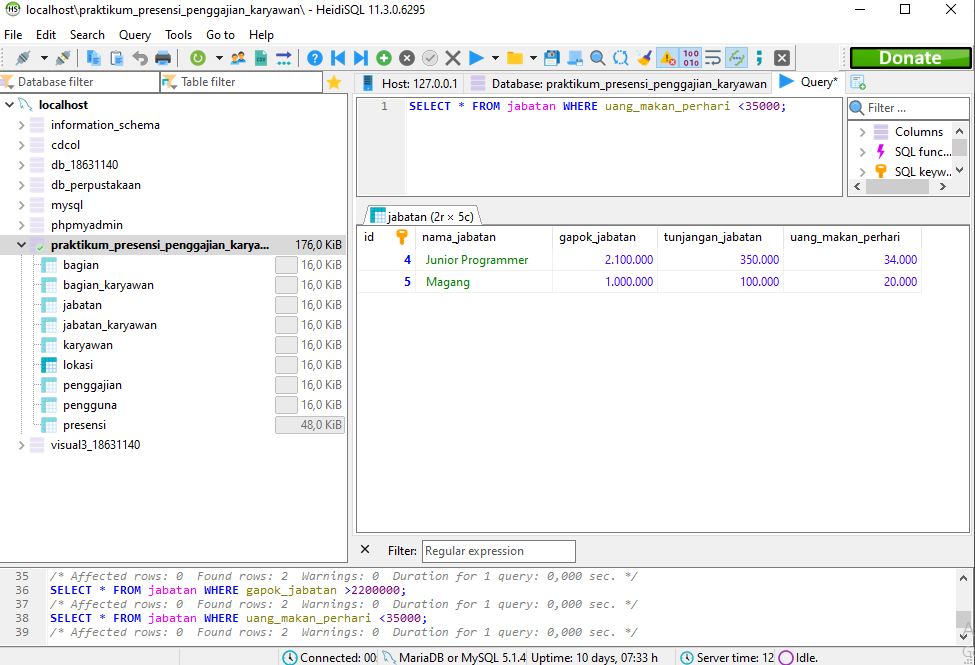 localhost\praktikum_presensi_penggajian_karyawan\ - HeidiSQL 11.3.0.6295
File Edit Search Query Tools Go to Help
Donate
Database filter
Table filter
Host: 127.0.0.1
Database: praktikum_presensi_penggajian_karyawan
Query*
localhost
information_schema
cdcol
db_18631140
db_perpustakaan
mysql
phpmyadmin
praktikum_presensi_penggajian_karya... 176,0 KiB
bagian 16,0 KiB
bagian_karyawan 16,0 KiB
jabatan 16,0 KiB
jabatan_karyawan 16,0 KiB
karyawan 16,0 KiB
lokasi 16,0 KiB
penggajian 16,0 KiB
pengguna 16,0 KiB
presensi 48,0 KiB
visual3_18631140
1 SELECT * FROM jabatan WHERE uang_makan_perhari <35000;
Filter ...
Columns
SQL func...
SQL keyw...
jabatan (2r × 5c)
id nama_jabatan gapok_jabatan tunjangan_jabatan uang_makan_perhari
4 Junior Programmer 2.100.000 350.000 34.000
5 Magang 1.000.000 100.000 20.000
Filter: Regular expression
35 /* Affected rows: 0 Found rows: 2 Warnings: 0 Duration for 1 query: 0,000 sec. */
36 SELECT * FROM jabatan WHERE gapok_jabatan >2200000;
37 /* Affected rows: 0 Found rows: 2 Warnings: 0 Duration for 1 query: 0,000 sec. */
38 SELECT * FROM jabatan WHERE uang_makan_perhari <35000;
39 /* Affected rows: 0 Found rows: 2 Warnings: 0 Duration for 1 query: 0,000 sec. */
Connected: 00: MariaDB or MySQL 5.1.4 Uptime: 10 days, 07:33 h Server time: 12 Idle.